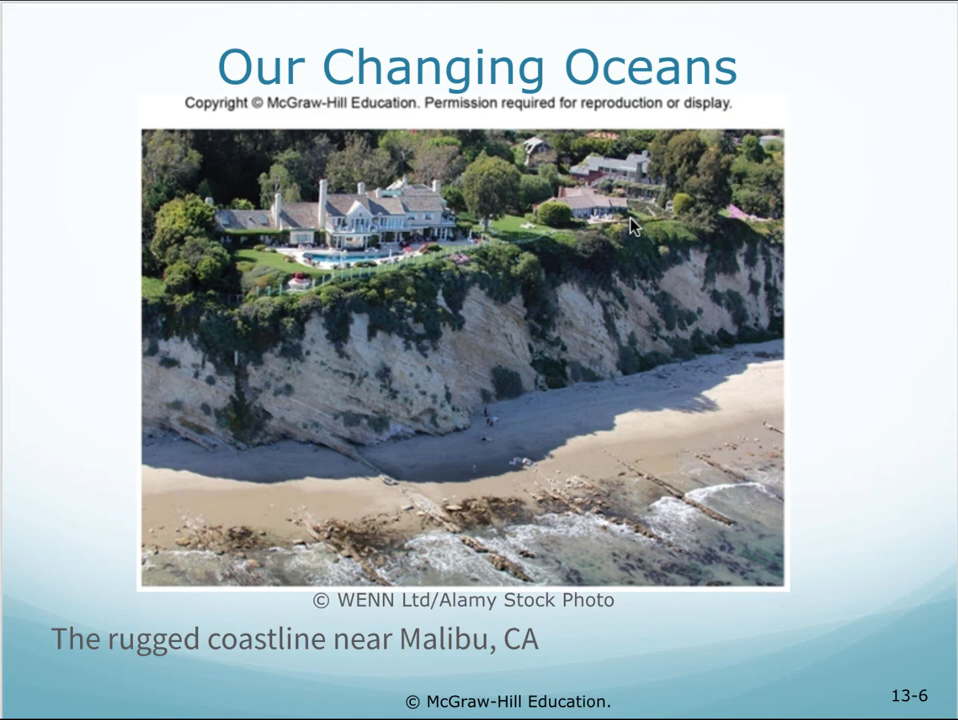 Our Changing Oceans
Copyright © McGraw-Hill Education. Permission required for reproduction or display.
© WENN Ltd/Alamy Stock Photo
The rugged coastline near Malibu, CA
© McGraw-Hill Education.
13-6